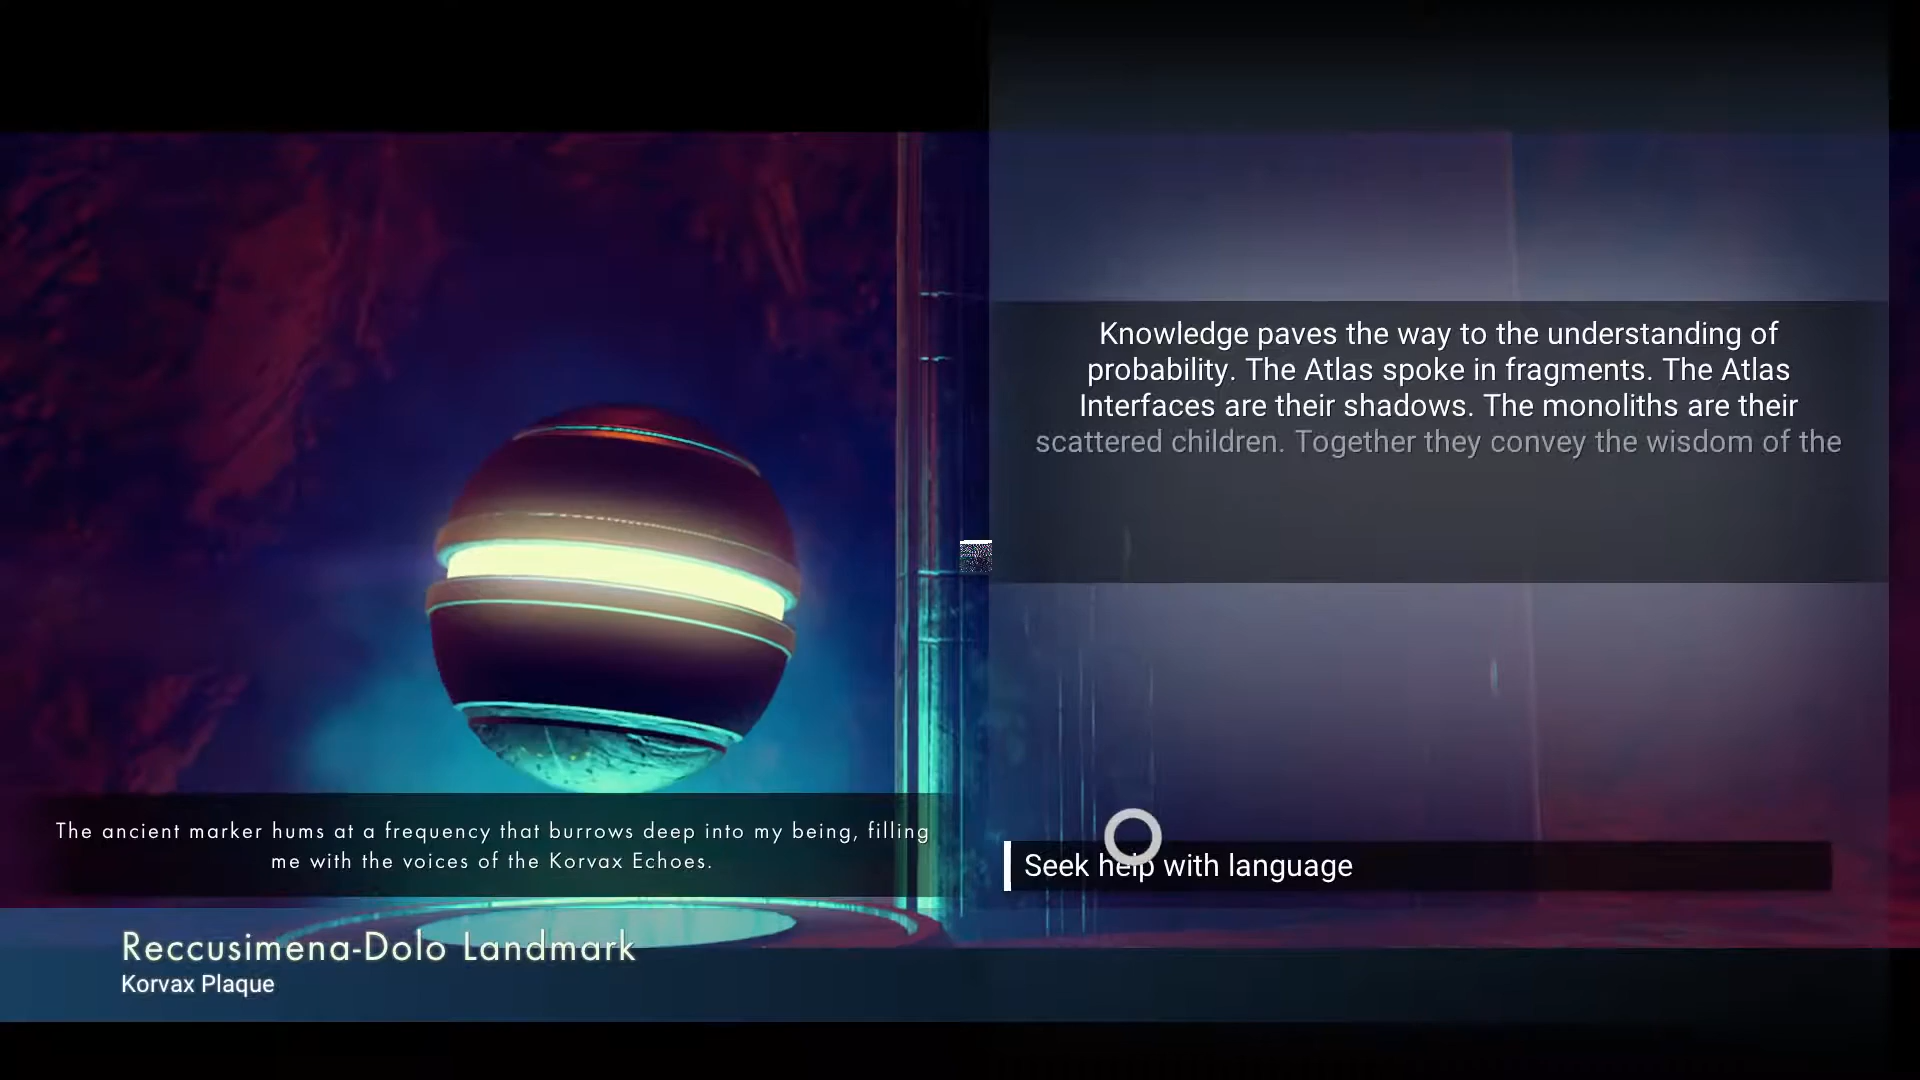 Knowledge paves the way to the understanding of
probability. The Atlas spoke in fragments. The Atlas
Interfaces are their shadows. The monoliths are their
scattered children. Together they convey the wisdom of the
The ancient marker hums at a frequency that burrows deep into my being, filling
me with the voices of the Korvax Echoes.
Seek help with language
Reccusimena-Dolo Landmark
Korvax Plaque